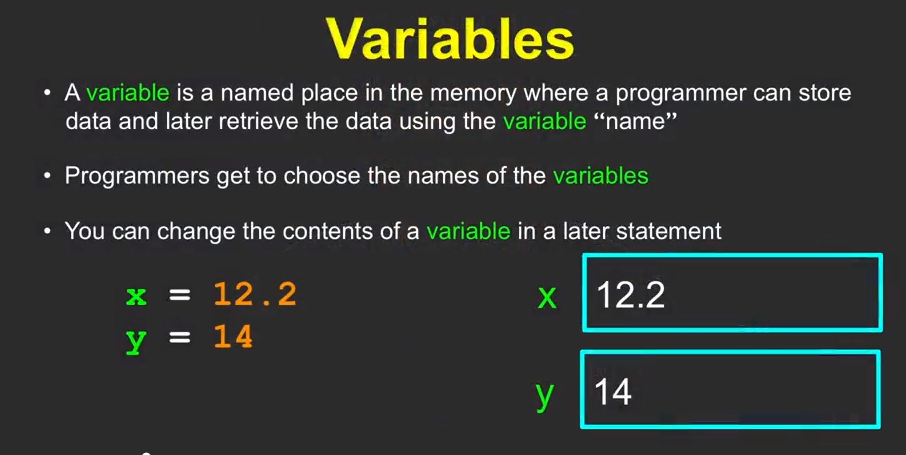 Variables
• A variable is a named place in the memory where a programmer can store
data and later retrieve the data using the variable “name”
• Programmers get to choose the names of the variables
• You can change the contents of a variable in a later statement
x = 12.2
y = 14
x 12.2
y 14